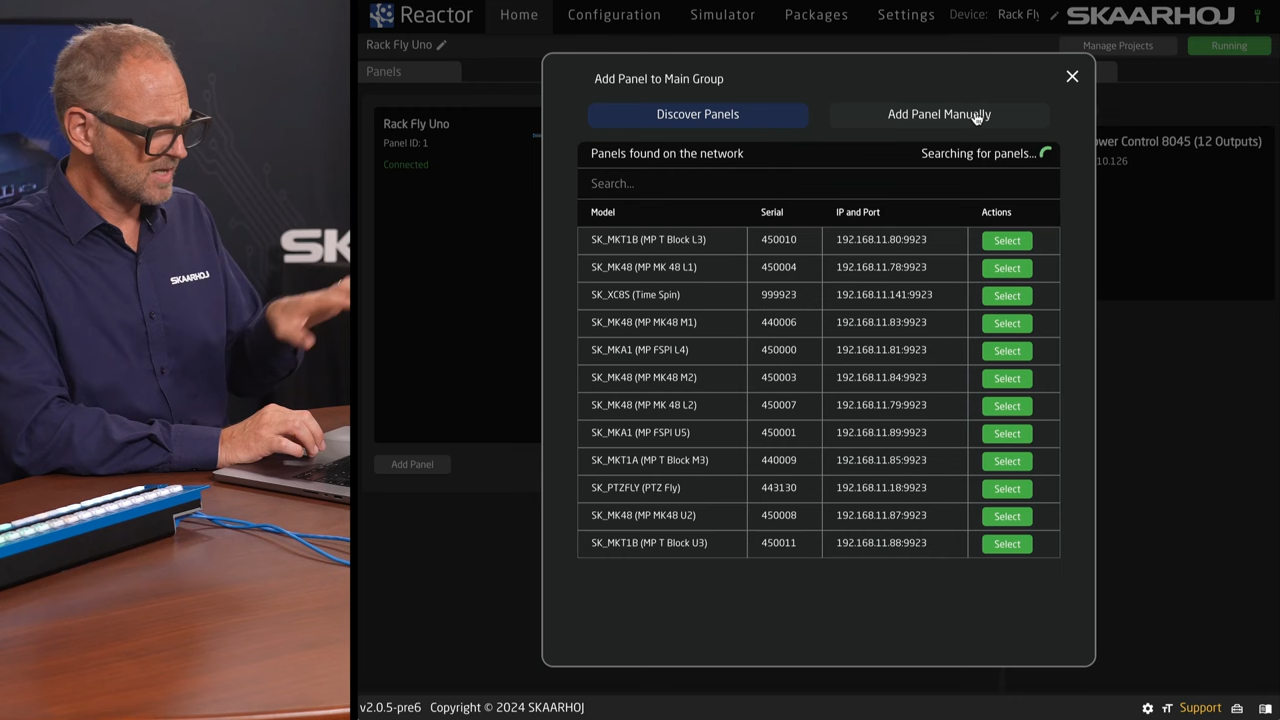 Reactor
Home
Configuration
Simulator
Packages
Settings
Device: Rack Fly
SKAARHOJ
Rack Fly Uno
Manage Projects
Running
Panels
Rack Fly Uno
Panel ID: 1
Connected
Add Panel
Add Panel to Main Group
Discover Panels
Add Panel Manually
Panels found on the network
Searching for panels...
Search...
Model Serial IP and Port Actions
SK_MKT1B (MP T Block L3) 450010 192.168.11.80:9923 Select
SK_MK48 (MP MK 48 L1) 450004 192.168.11.78:9923 Select
SK_XC8S (Time Spin) 999923 192.168.11.141:9923 Select
SK_MK48 (MP MK48 M1) 440006 192.168.11.83:9923 Select
SK_MKA1 (MP FSPI L4) 450000 192.168.11.81:9923 Select
SK_MK48 (MP MK48 M2) 450003 192.168.11.84:9923 Select
SK_MK48 (MP MK 48 L2) 450007 192.168.11.79:9923 Select
SK_MKA1 (MP FSPI U5) 450001 192.168.11.89:9923 Select
SK_MKT1A (MP T Block M3) 440009 192.168.11.85:9923 Select
SK_PTZFLY (PTZ Fly) 443130 192.168.11.18:9923 Select
SK_MK48 (MP MK48 U2) 450008 192.168.11.87:9923 Select
SK_MKT1B (MP T Block U3) 450011 192.168.11.88:9923 Select
ower Control 8045 (12 Outputs)
10.126
SK
SKAARHOJ
v2.0.5-pre6 Copyright © 2024 SKAARHOJ
Support